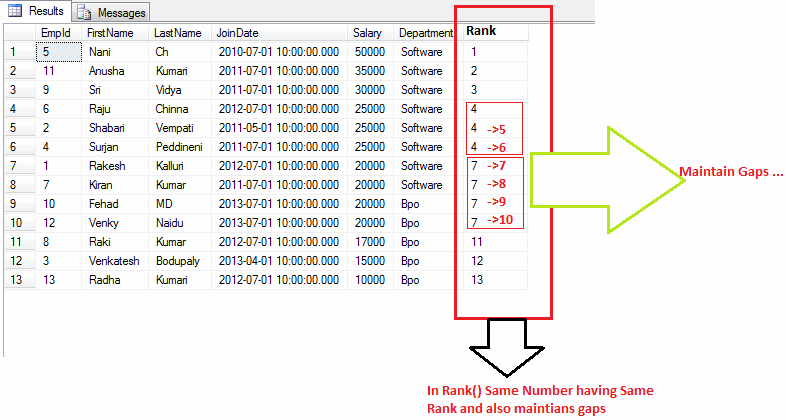 Results Messages
EmpId FirstName LastName JoinDate Salary Department Rank
1 5 Nani Ch 2010-07-01 10:00:00.000 50000 Software 1
2 11 Anusha Kumari 2011-07-01 10:00:00.000 35000 Software 2
3 9 Sri Vidya 2011-07-01 10:00:00.000 30000 Software 3
4 6 Raju Chinna 2012-07-01 10:00:00.000 25000 Software 4
5 2 Shabari Vempati 2011-05-01 10:00:00.000 25000 Software 4 ->5
6 4 Surjan Peddineni 2011-07-01 10:00:00.000 25000 Software 4 ->6
7 1 Rakesh Kalluri 2012-07-01 10:00:00.000 20000 Software 7 ->7
8 7 Kiran Kumar 2011-07-01 10:00:00.000 20000 Software 7 ->8
9 10 Fehad MD 2013-07-01 10:00:00.000 20000 Bpo 7 ->9
10 12 Venky Naidu 2013-07-01 10:00:00.000 20000 Bpo 7 ->10
11 8 Raki Kumar 2012-07-01 10:00:00.000 17000 Bpo 11
12 3 Venkatesh Bodupaly 2013-04-01 10:00:00.000 15000 Bpo 12
13 13 Radha Kumari 2012-07-01 10:00:00.000 10000 Bpo 13
Maintain Gaps ...
In Rank() Same Number having Same
Rank and also maintians gaps